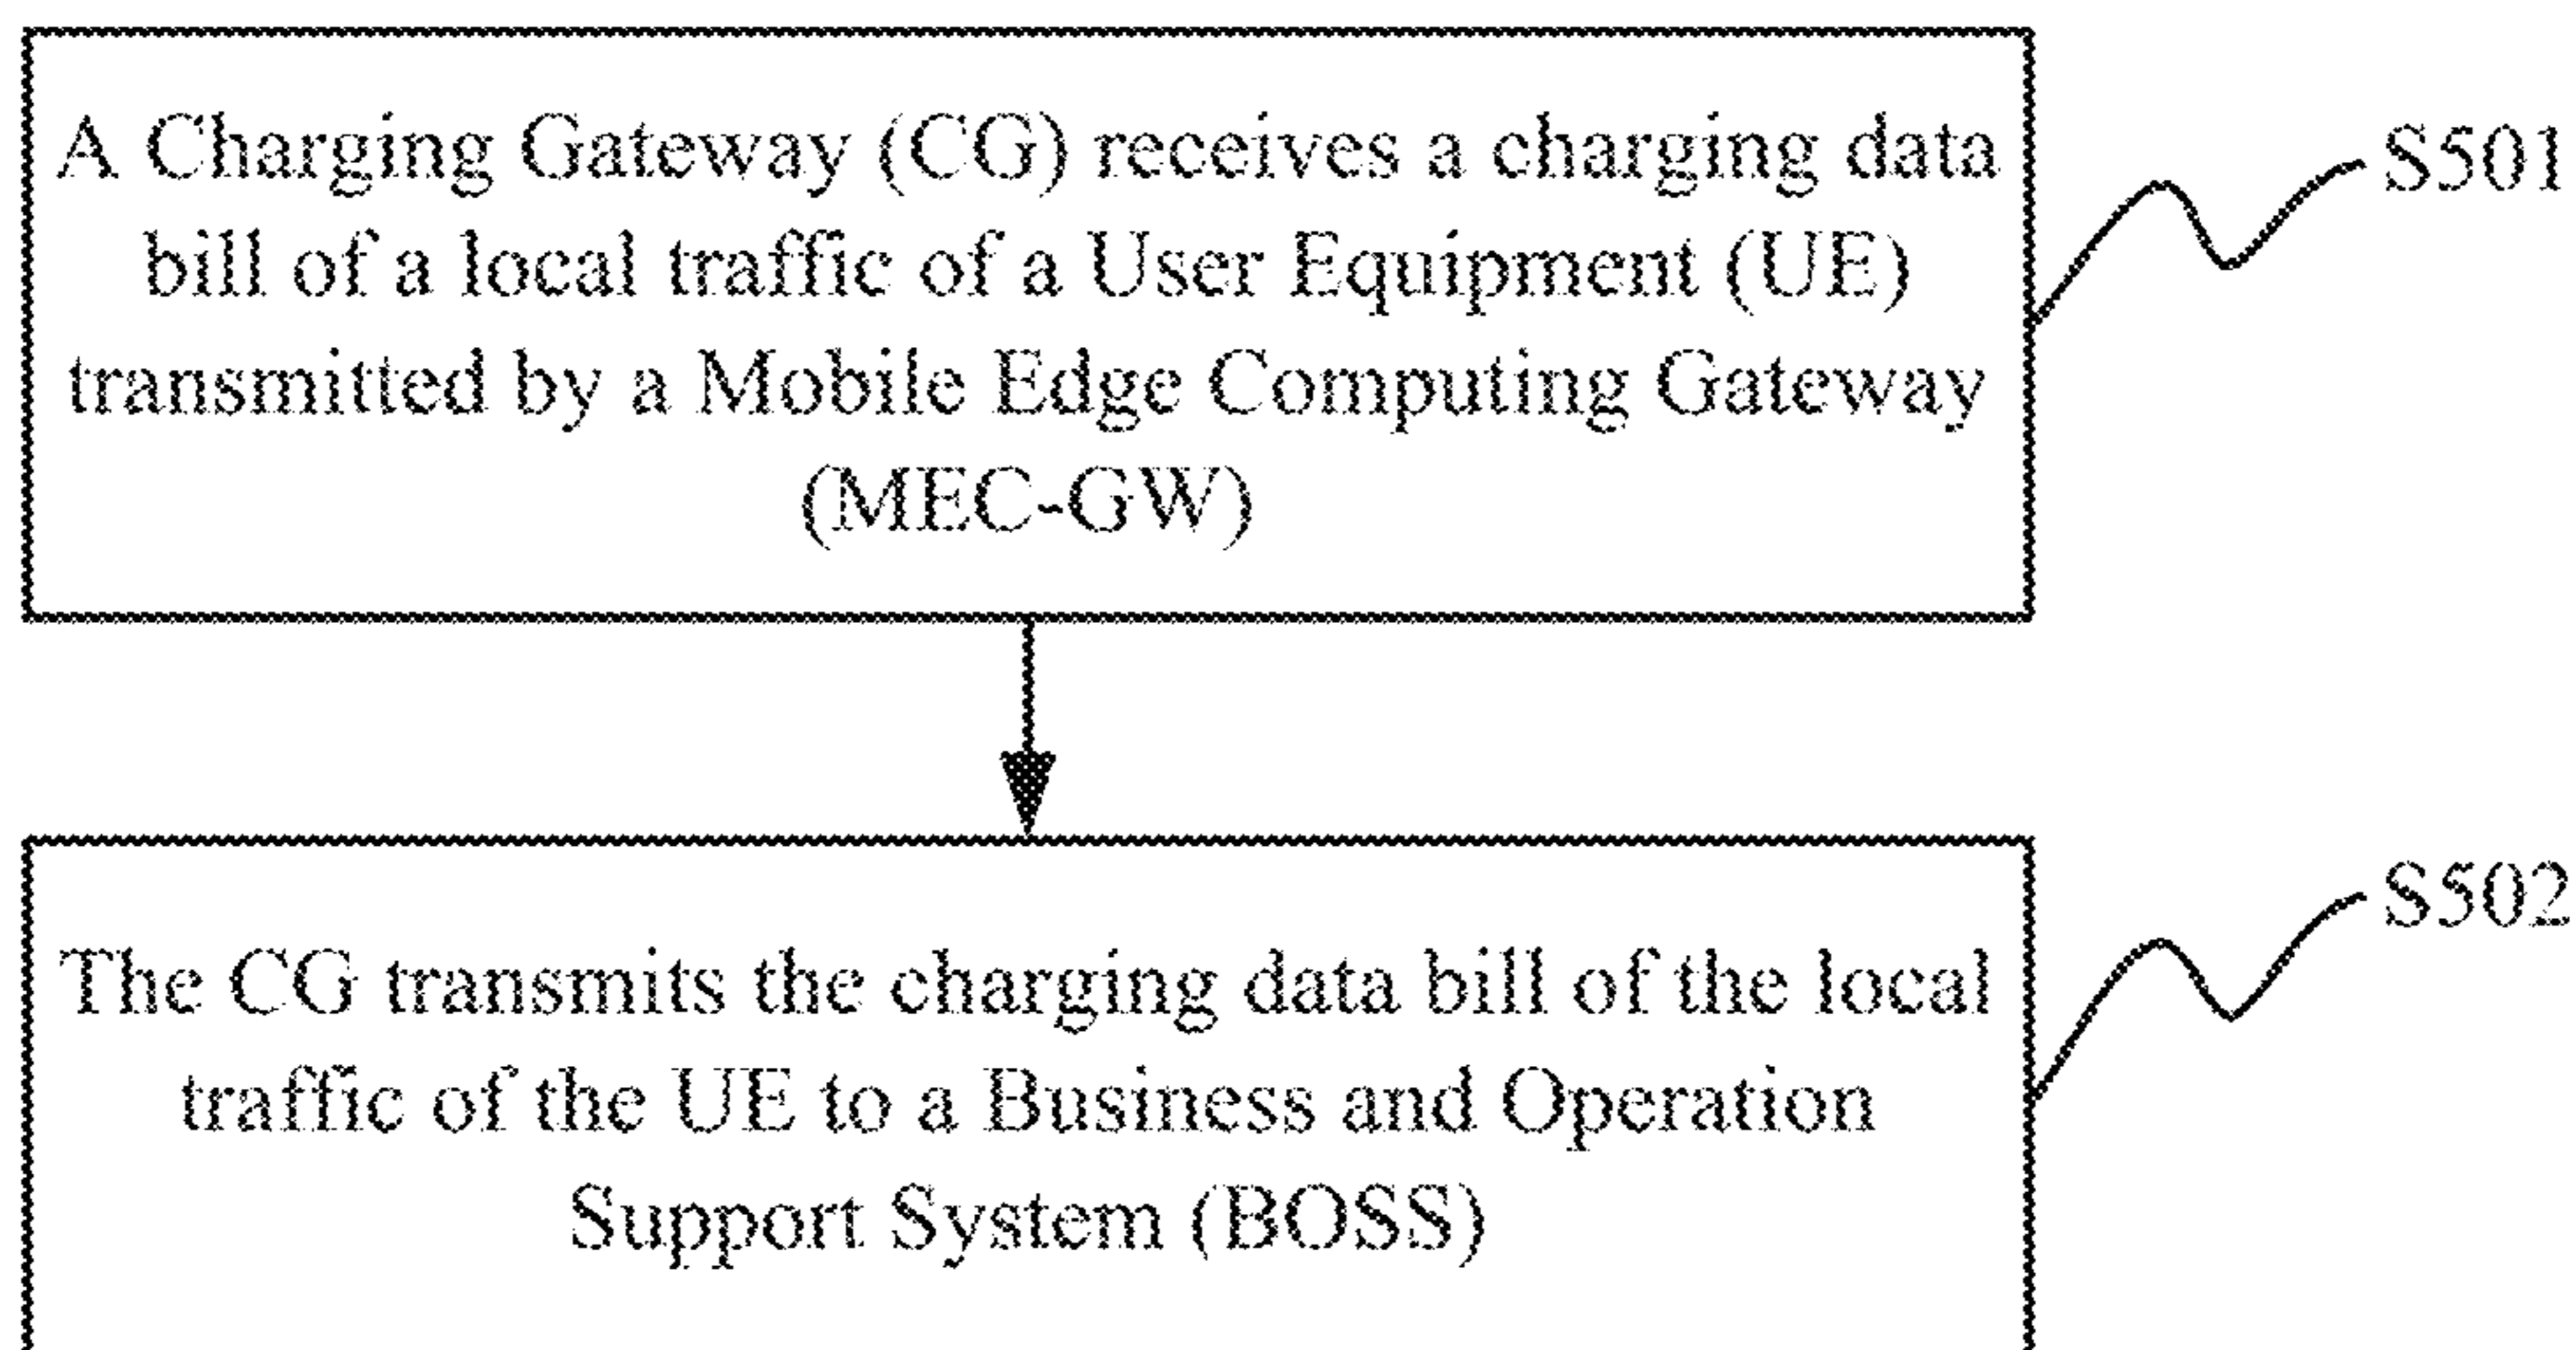 A Charging Gateway (CG) receives a charging data
bill of a local traffic of a User Equipment (UE)
transmitted by a Mobile Edge Computing Gateway
(MEC-GW)
S501
The CG transmits the charging data bill of the local
traffic of the UE to a Business and Operation
Support System (BOSS)
S502